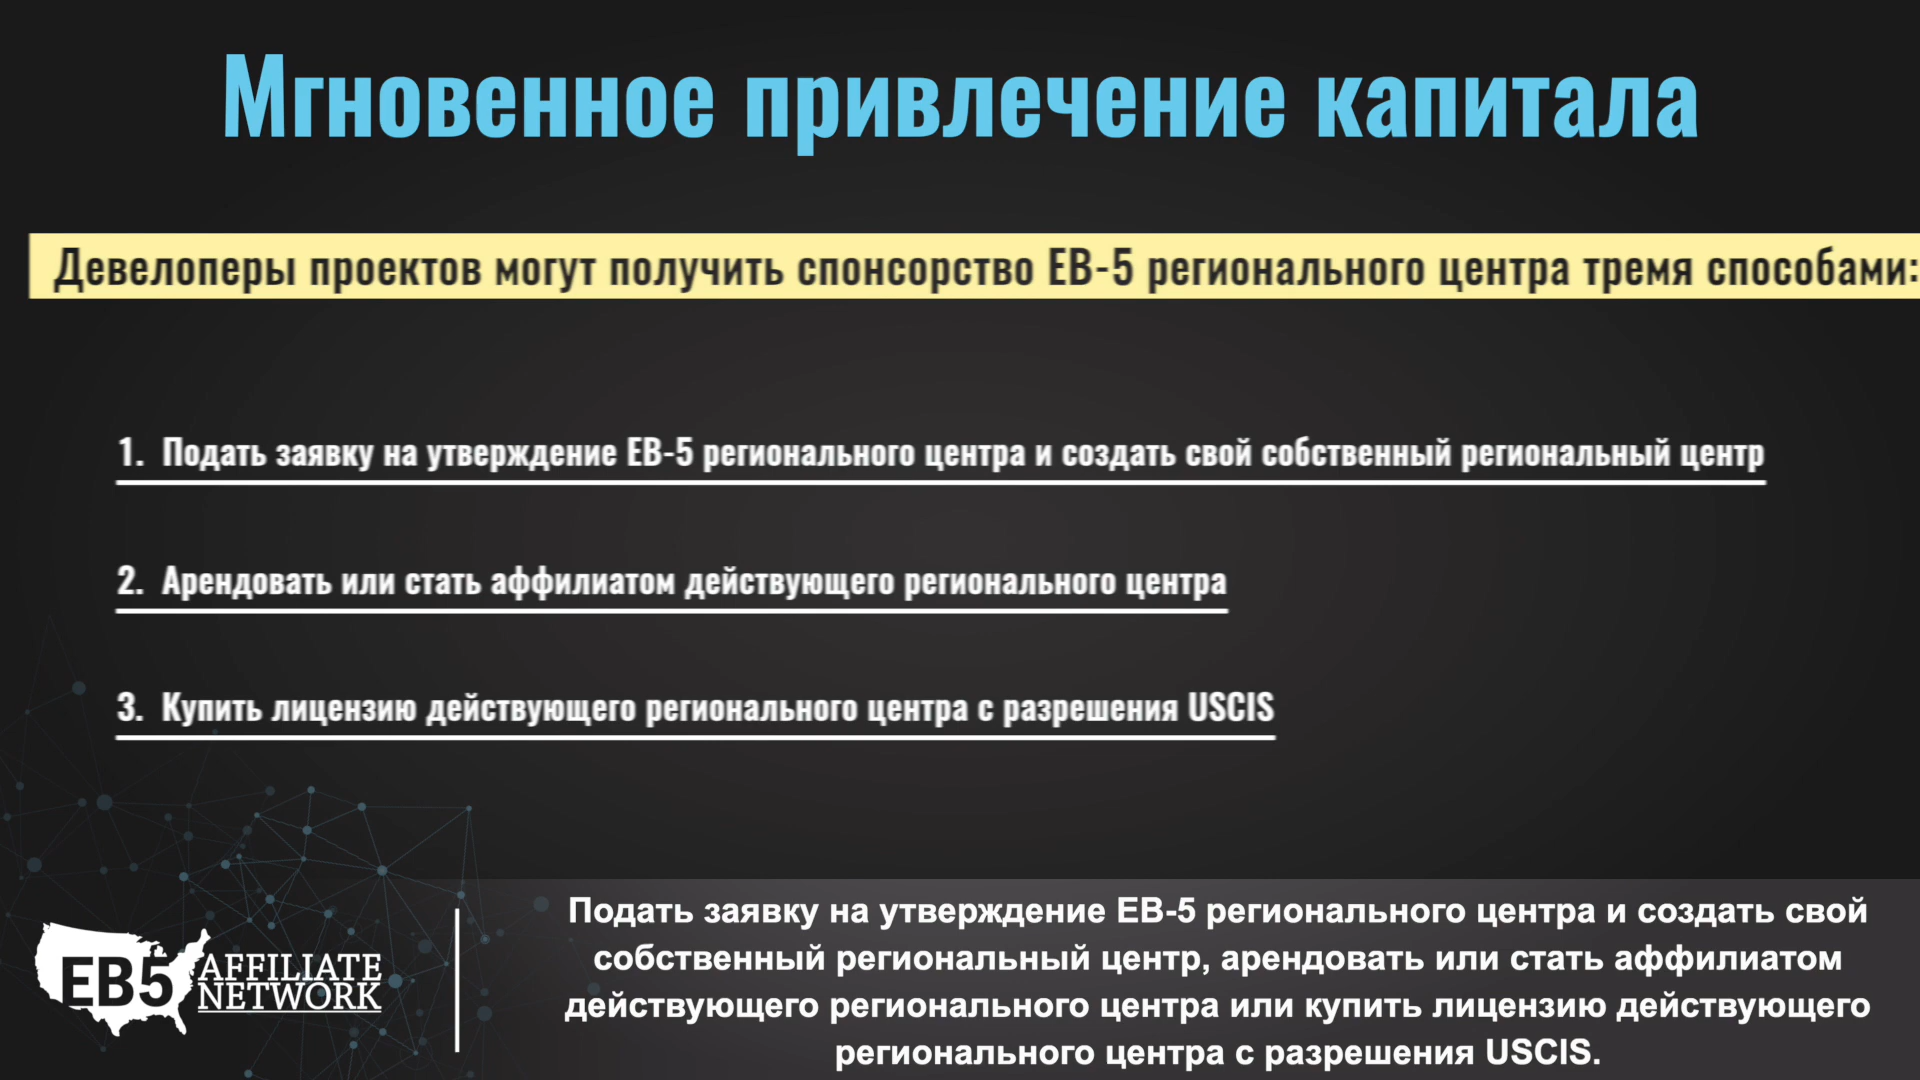 Мгновенное привлечение капитала
Девелоперы проектов могут получить спонсорство EB-5 регионального центра тремя способами:
1. Подать заявку на утверждение EB-5 регионального центра и создать свой собственный региональный центр
2. Арендовать или стать аффилиатом действующего регионального центра
3. Купить лицензию действующего регионального центра с разрешения USCIS
Подать заявку на утверждение EB-5 регионального центра и создать свой
собственный региональный центр, арендовать или стать аффилиатом
действующего регионального центра или купить лицензию действующего
регионального центра с разрешения USCIS.
EB5 AFFILIATE
NETWORK